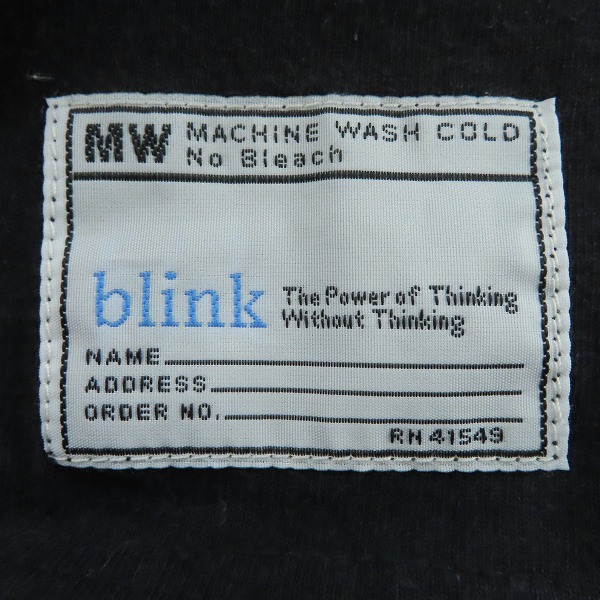 MW MACHINE WASH COLD
No Bleach
blink The Power of Thinking
Without Thinking
NAME
ADDRESS
ORDER NO.
RN 41549